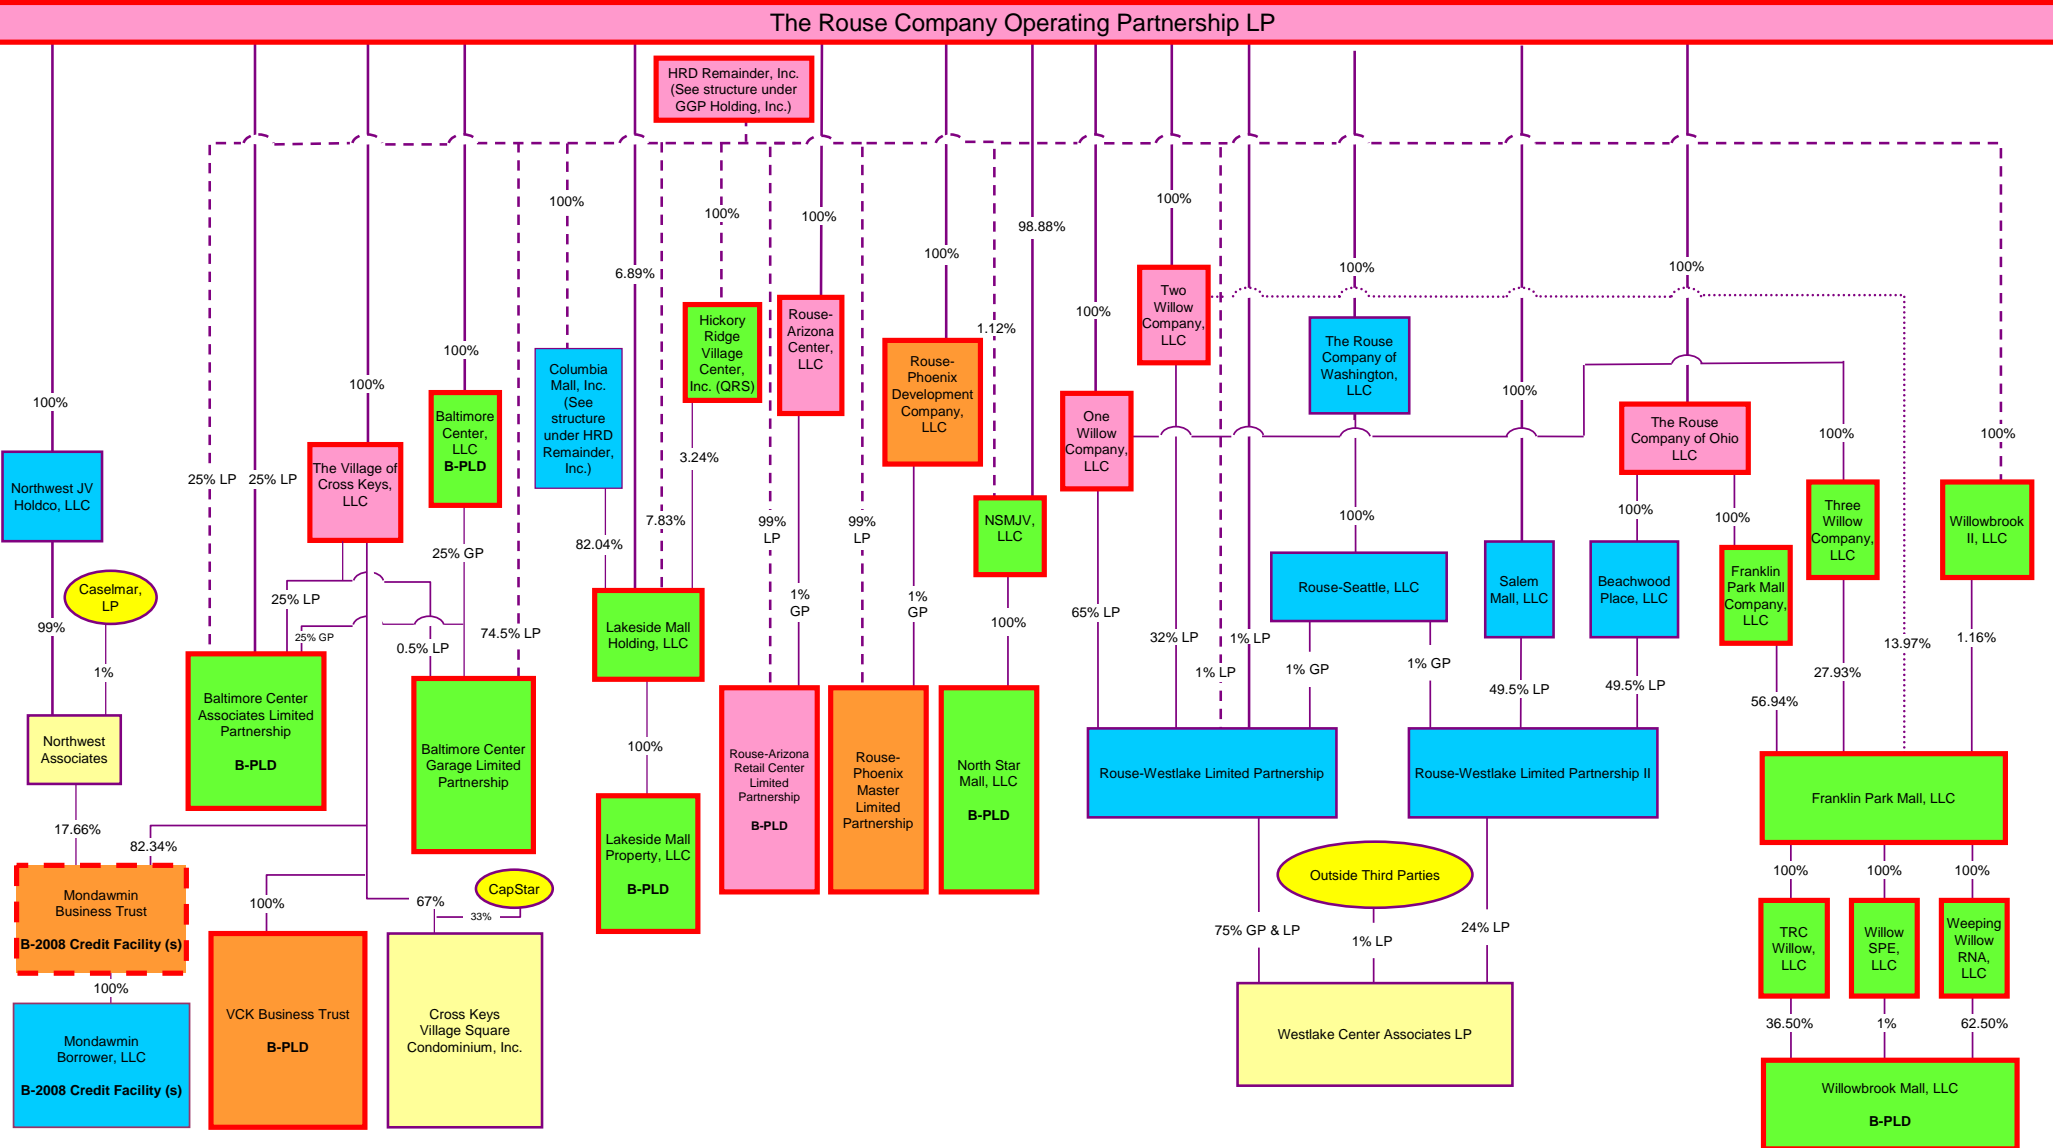 The Rouse Company Operating Partnership LP
HRD Remainder, Inc.
(See structure under
GGP Holding, Inc.)
100%
100%
100%
100%
98.88%
100%
6.89%
100%
100%
1.12%
100%
100%
100%
100%
100%
100%
100%
100%
25% LP
25% LP
Northwest JV
Holdco, LLC
The Village of
Cross Keys,
LLC
Baltimore
Center,
LLC
B-PLD
Columbia
Mall, Inc.
(See
structure
under HRD
Remainder,
Inc.)
Hickory
Ridge
Village
Center,
Inc. (QRS)
Rouse-
Arizona
Center,
LLC
Rouse-
Phoenix
Development
Company,
LLC
NSMJV,
LLC
One
Willow
Company,
LLC
Two
Willow
Company,
LLC
The Rouse
Company of
Washington,
LLC
The Rouse
Company of Ohio
LLC
Three
Willow
Company,
LLC
Willowbrook
II, LLC
3.24%
7.83%
82.04%
25% GP
99%
LP
99%
LP
1%
GP
1%
GP
100%
100%
100%
100%
Caselmar,
LP
99%
1%
25% LP
25% GP
0.5% LP
74.5% LP
Lakeside Mall
Holding, LLC
Rouse-Seattle, LLC
Salem
Mall, LLC
Beachwood
Place, LLC
Franklin
Park Mall
Company,
LLC
65% LP
32% LP
1% LP
1% LP
1% GP
1% GP
49.5% LP
49.5% LP
56.94%
27.93%
13.97%
1.16%
Northwest
Associates
Baltimore Center
Associates Limited
Partnership
B-PLD
Baltimore Center
Garage Limited
Partnership
100%
Rouse-Arizona
Retail Center
Limited
Partnership
B-PLD
Rouse-
Phoenix
Master
Limited
Partnership
North Star
Mall, LLC
B-PLD
Rouse-Westlake Limited Partnership
Rouse-Westlake Limited Partnership II
Franklin Park Mall, LLC
17.66%
82.34%
Lakeside Mall
Property, LLC
B-PLD
Mondawmin
Business Trust
B-2008 Credit Facility (s)
100%
67%
33%
CapStar
Outside Third Parties
100%
100%
100%
TRC
Willow,
LLC
Willow
SPE,
LLC
Weeping
Willow
RNA,
LLC
75% GP & LP
1% LP
24% LP
100%
Mondawmin
Borrower, LLC
B-2008 Credit Facility (s)
VCK Business Trust
B-PLD
Cross Keys
Village Square
Condominium, Inc.
Westlake Center Associates LP
36.50%
1%
62.50%
Willowbrook Mall, LLC
B-PLD